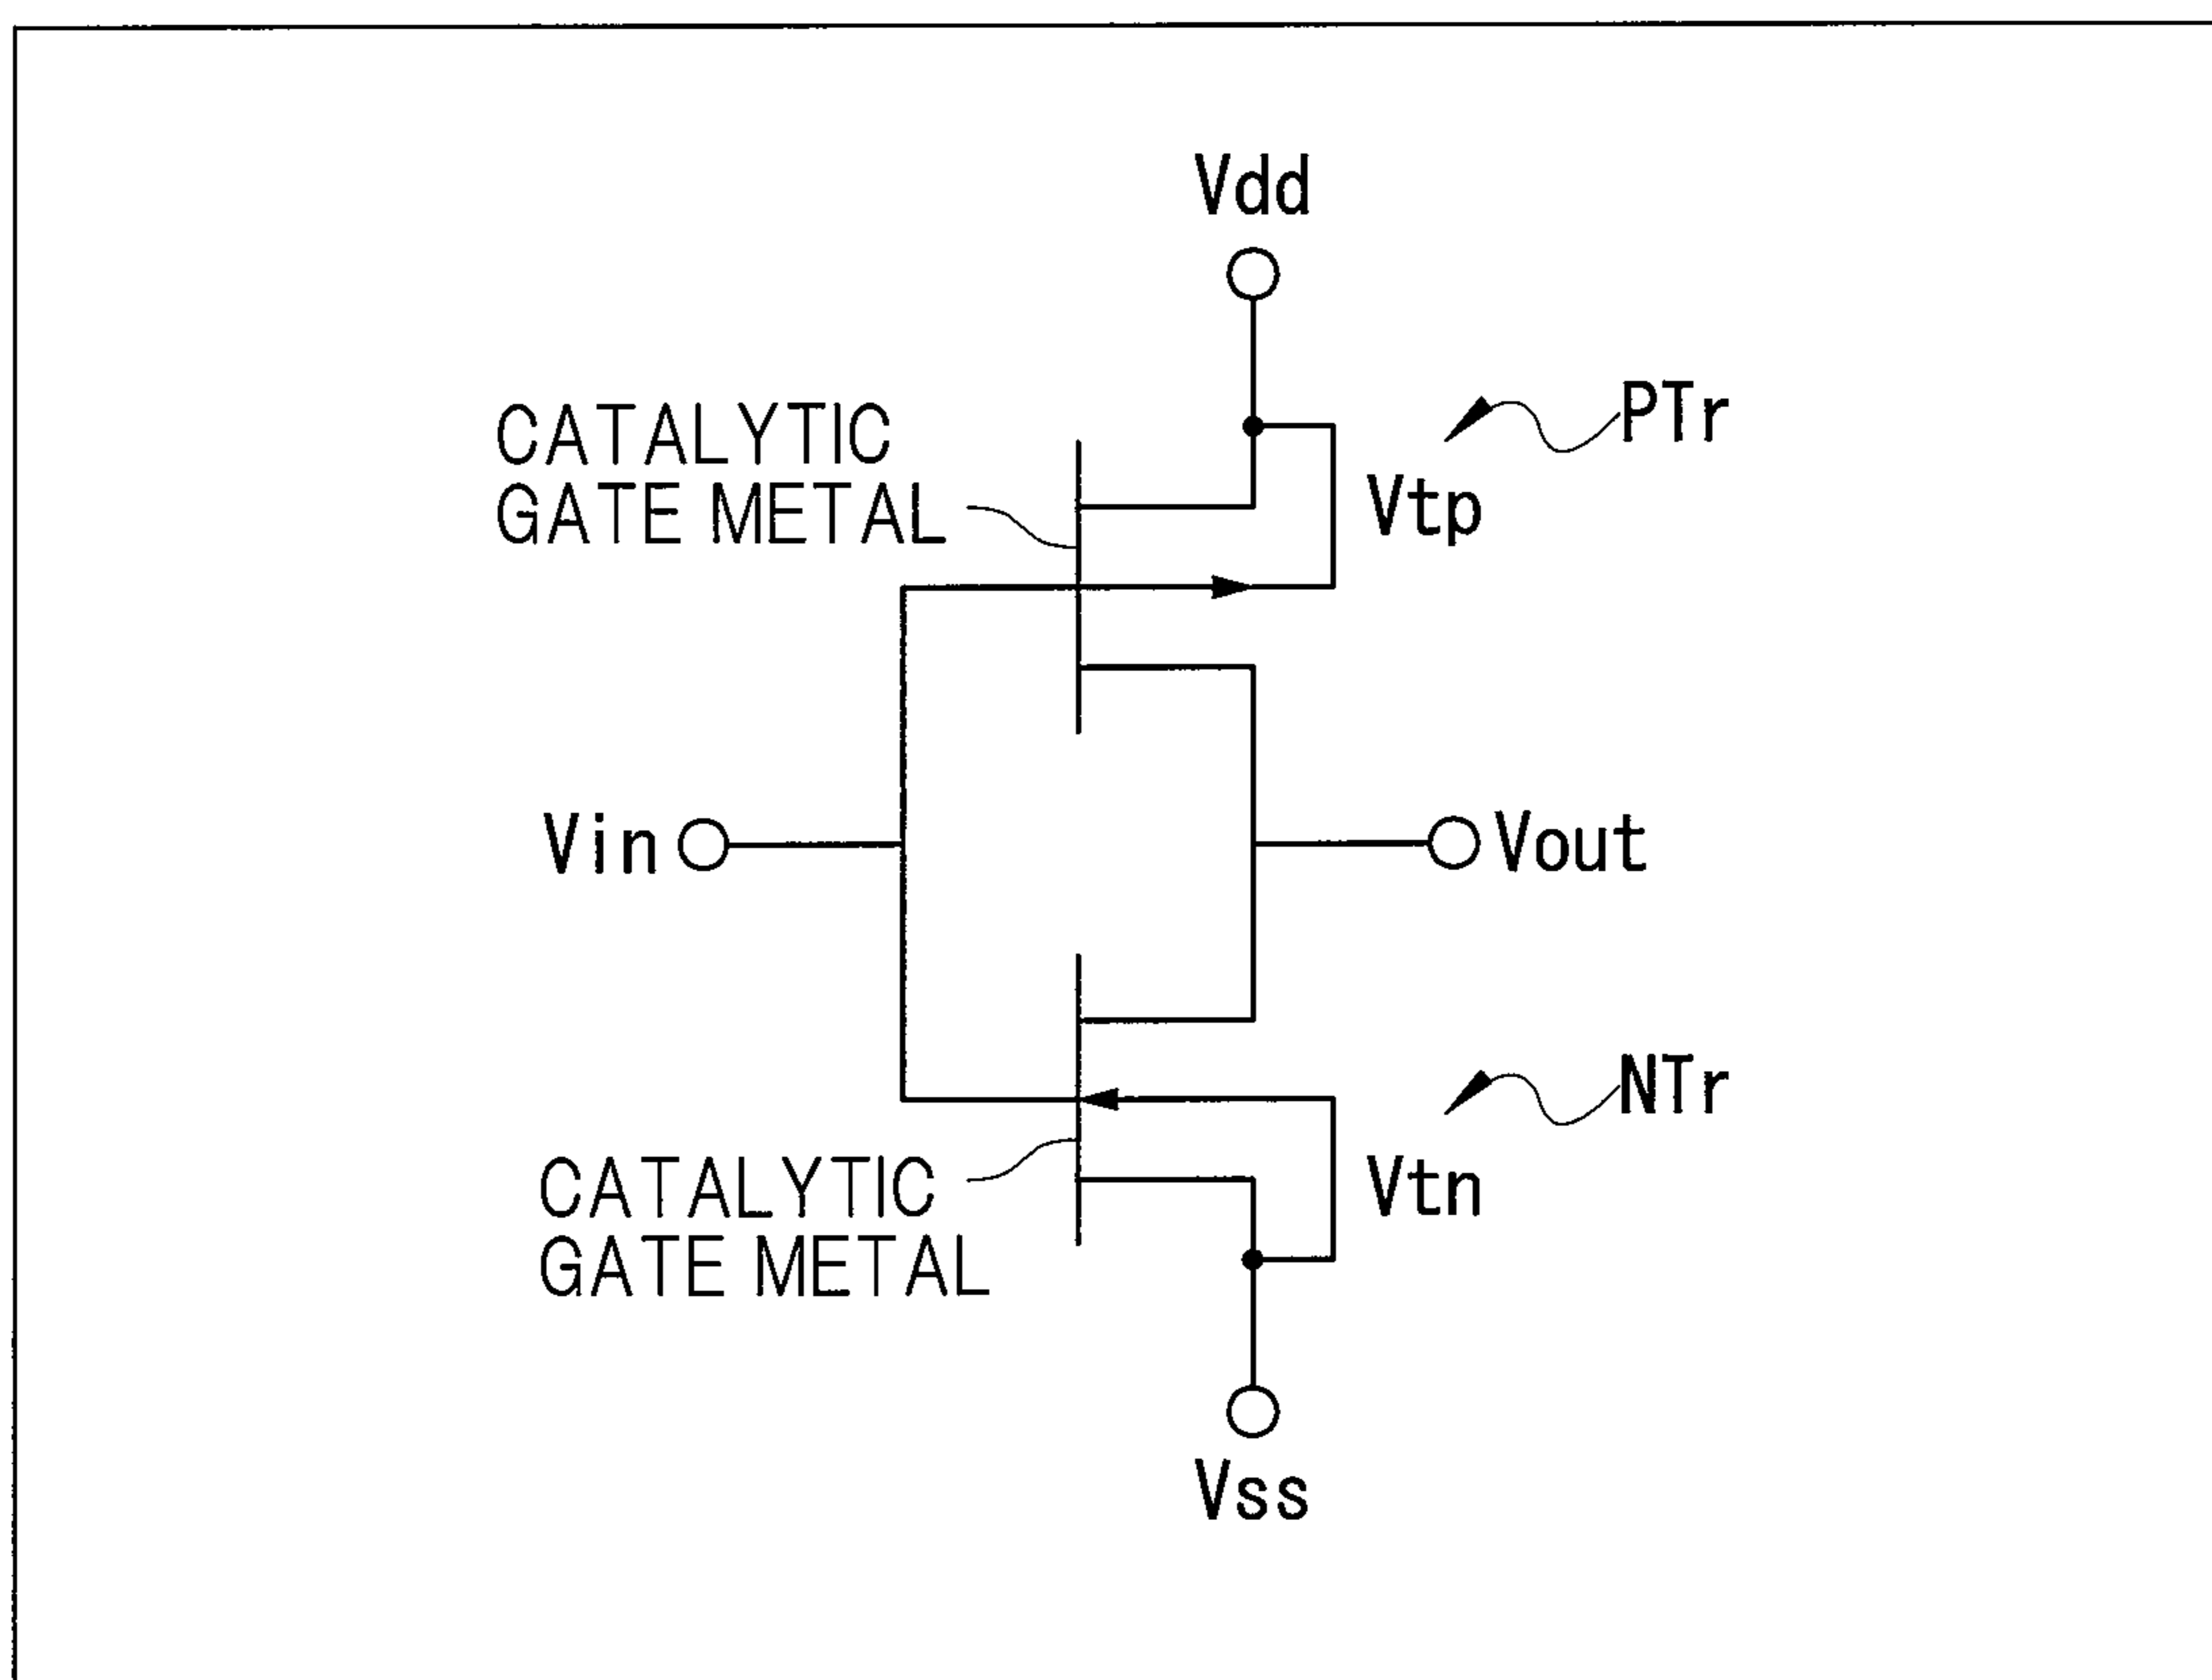 Vdd
PTr
CATALYTIC
GATE METAL
Vtp
Vin
Vout
NTr
CATALYTIC
GATE METAL
Vtn
Vss